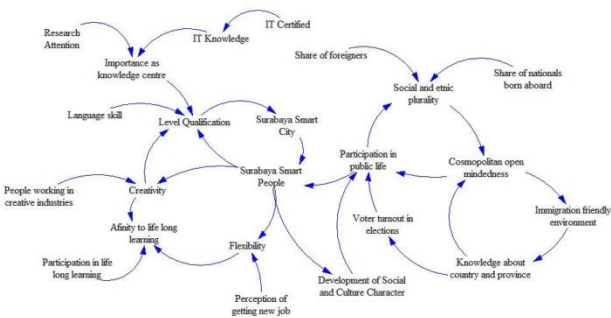 IT Certified
Research
Attention
IT Knowledge
Importance as
knowledge centre
Share of foreigners
Share of nationals
born aboard
Social and etnic
plurality
Language skill
Level Qualification
Surabaya Smart
City
Participation in
public life
Cosmopolitan open
mindedness
Surabaya Smart
People
People working in
creative industries
Creativity
Immigration friendly
environment
Voter turnout in
elections
Afinity to life long
learning
Flexibility
Participation in life
long learning
Knowledge about
country and province
Development of Social
and Culture Character
Perception of
getting new job